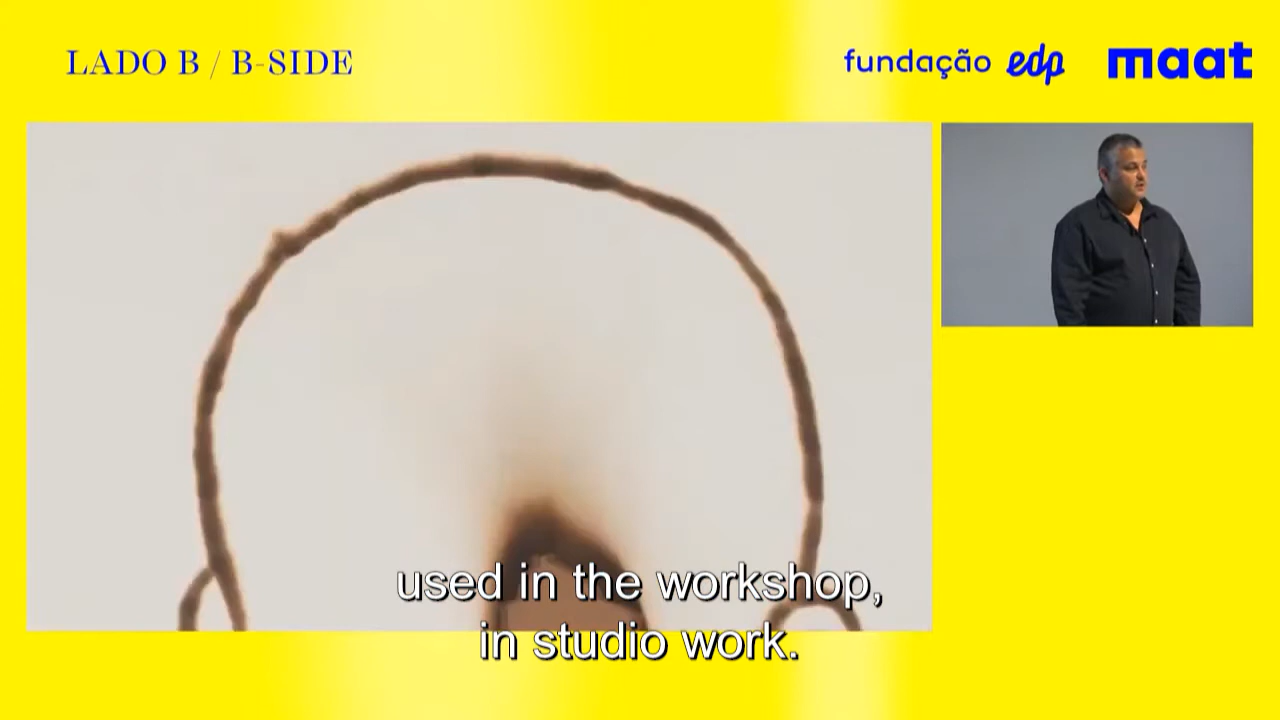 LADO B / B-SIDE
fundação edp maat
used in the workshop,
in studio work.